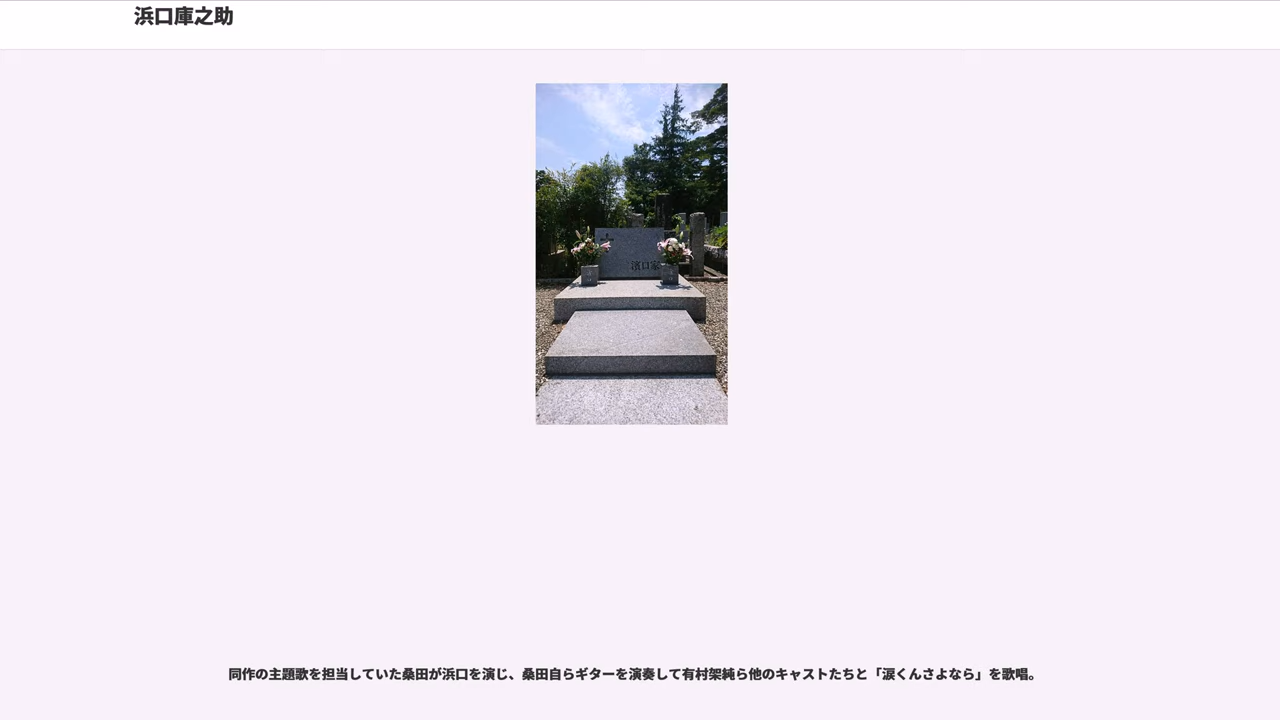 浜口庫之助
濱口家
同作の主題歌を担当していた桑田が浜口を演じ、桑田自らギターを演奏して有村架純ら他のキャストたちと「涙くんさよなら」を歌唱。